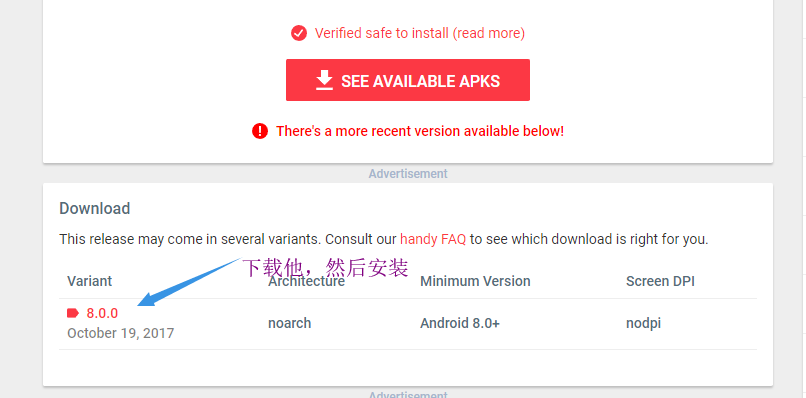 Verified safe to install (read more)
SEE AVAILABLE APKS
There's a more recent version available below!
Advertisement
Download
This release may come in several variants. Consult our handy FAQ to see which download is right for you.
下载他，然后安装
Variant Architecture Minimum Version Screen DPI
8.0.0
October 19, 2017
noarch Android 8.0+ nodpi
Advertisement